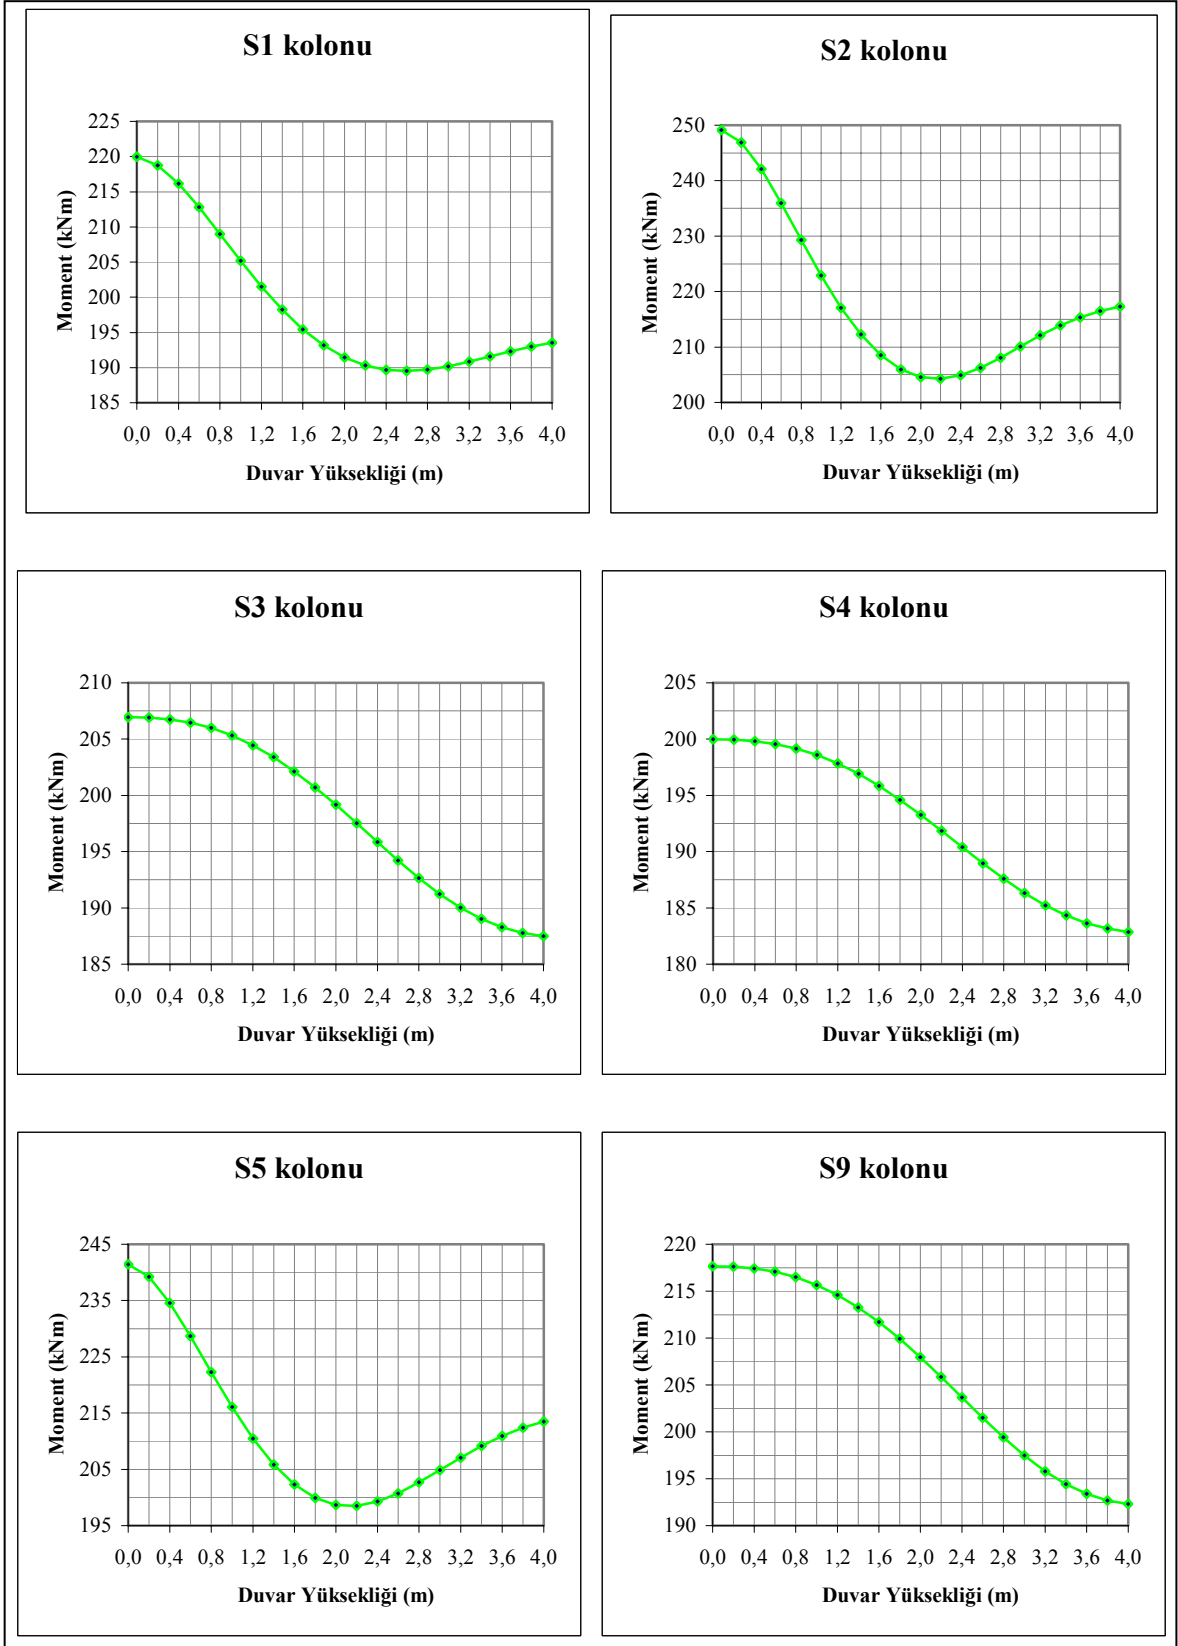 S1 kolonu
225
220
215
210
205
200
195
190
185
Moment (kNm)
0,0 0,4 0,8 1,2 1,6 2,0 2,4 2,8 3,2 3,6 4,0
Duvar Yüksekliği (m)
S2 kolonu
250
240
230
220
210
200
Moment (kNm)
0,0 0,4 0,8 1,2 1,6 2,0 2,4 2,8 3,2 3,6 4,0
Duvar Yüksekliği (m)
S3 kolonu
210
205
200
195
190
185
Moment (kNm)
0,0 0,4 0,8 1,2 1,6 2,0 2,4 2,8 3,2 3,6 4,0
Duvar Yüksekliği (m)
S4 kolonu
205
200
195
190
185
180
Moment (kNm)
0,0 0,4 0,8 1,2 1,6 2,0 2,4 2,8 3,2 3,6 4,0
Duvar Yüksekliği (m)
S5 kolonu
245
235
225
215
205
195
Moment (kNm)
0,0 0,4 0,8 1,2 1,6 2,0 2,4 2,8 3,2 3,6 4,0
Duvar Yüksekliği (m)
S9 kolonu
220
215
210
205
200
195
190
Moment (kNm)
0,0 0,4 0,8 1,2 1,6 2,0 2,4 2,8 3,2 3,6 4,0
Duvar Yüksekliği (m)